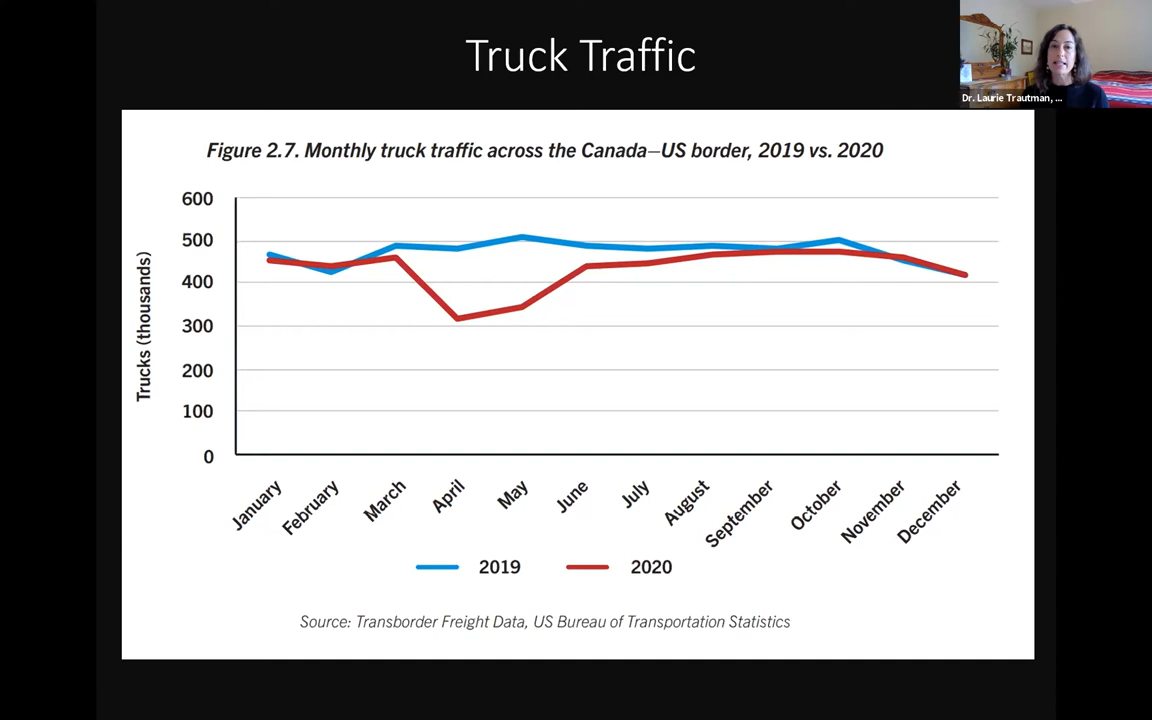 Truck Traffic
Dr. Laurie Trautman, ...
Figure 2.7. Monthly truck traffic across the Canada–US border, 2019 vs. 2020
Trucks (thousands)
600
500
400
300
200
100
0
January
February
March
April
May
June
July
August
September
October
November
December
2019
2020
Source: Transborder Freight Data, US Bureau of Transportation Statistics